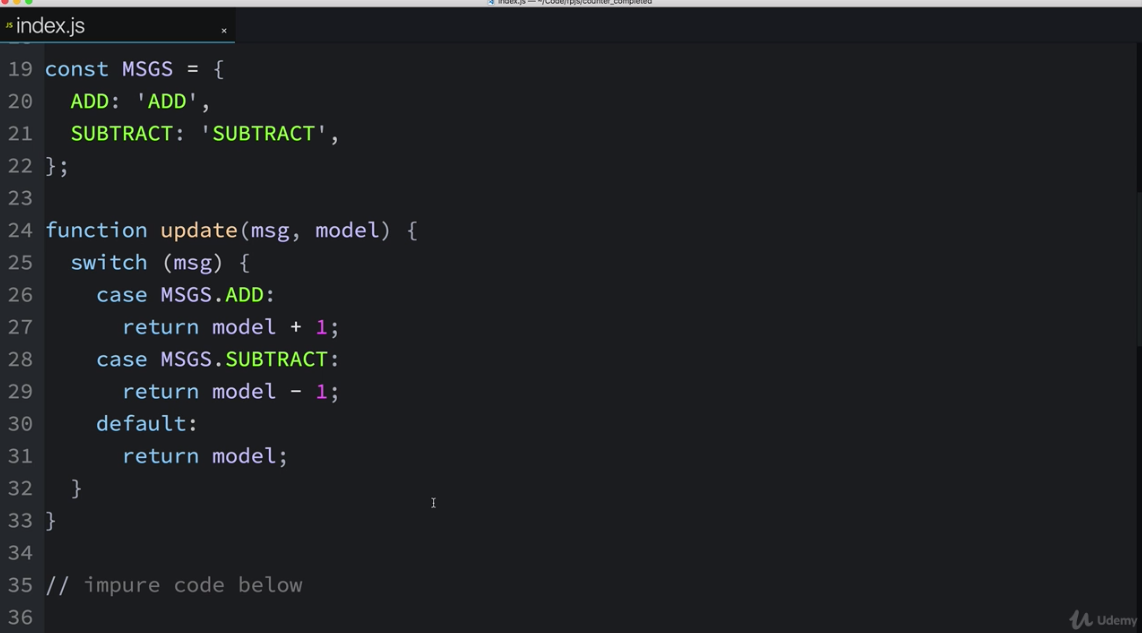 index.js — ~/Code/fpjs/counter_completed
JS index.js ×
19 const MSGS = {
20 ADD: 'ADD',
21 SUBTRACT: 'SUBTRACT',
22 };
23
24 function update(msg, model) {
25 switch (msg) {
26 case MSGS.ADD:
27 return model + 1;
28 case MSGS.SUBTRACT:
29 return model - 1;
30 default:
31 return model;
32 }
33 }
34
35 // impure code below
36
Udemy